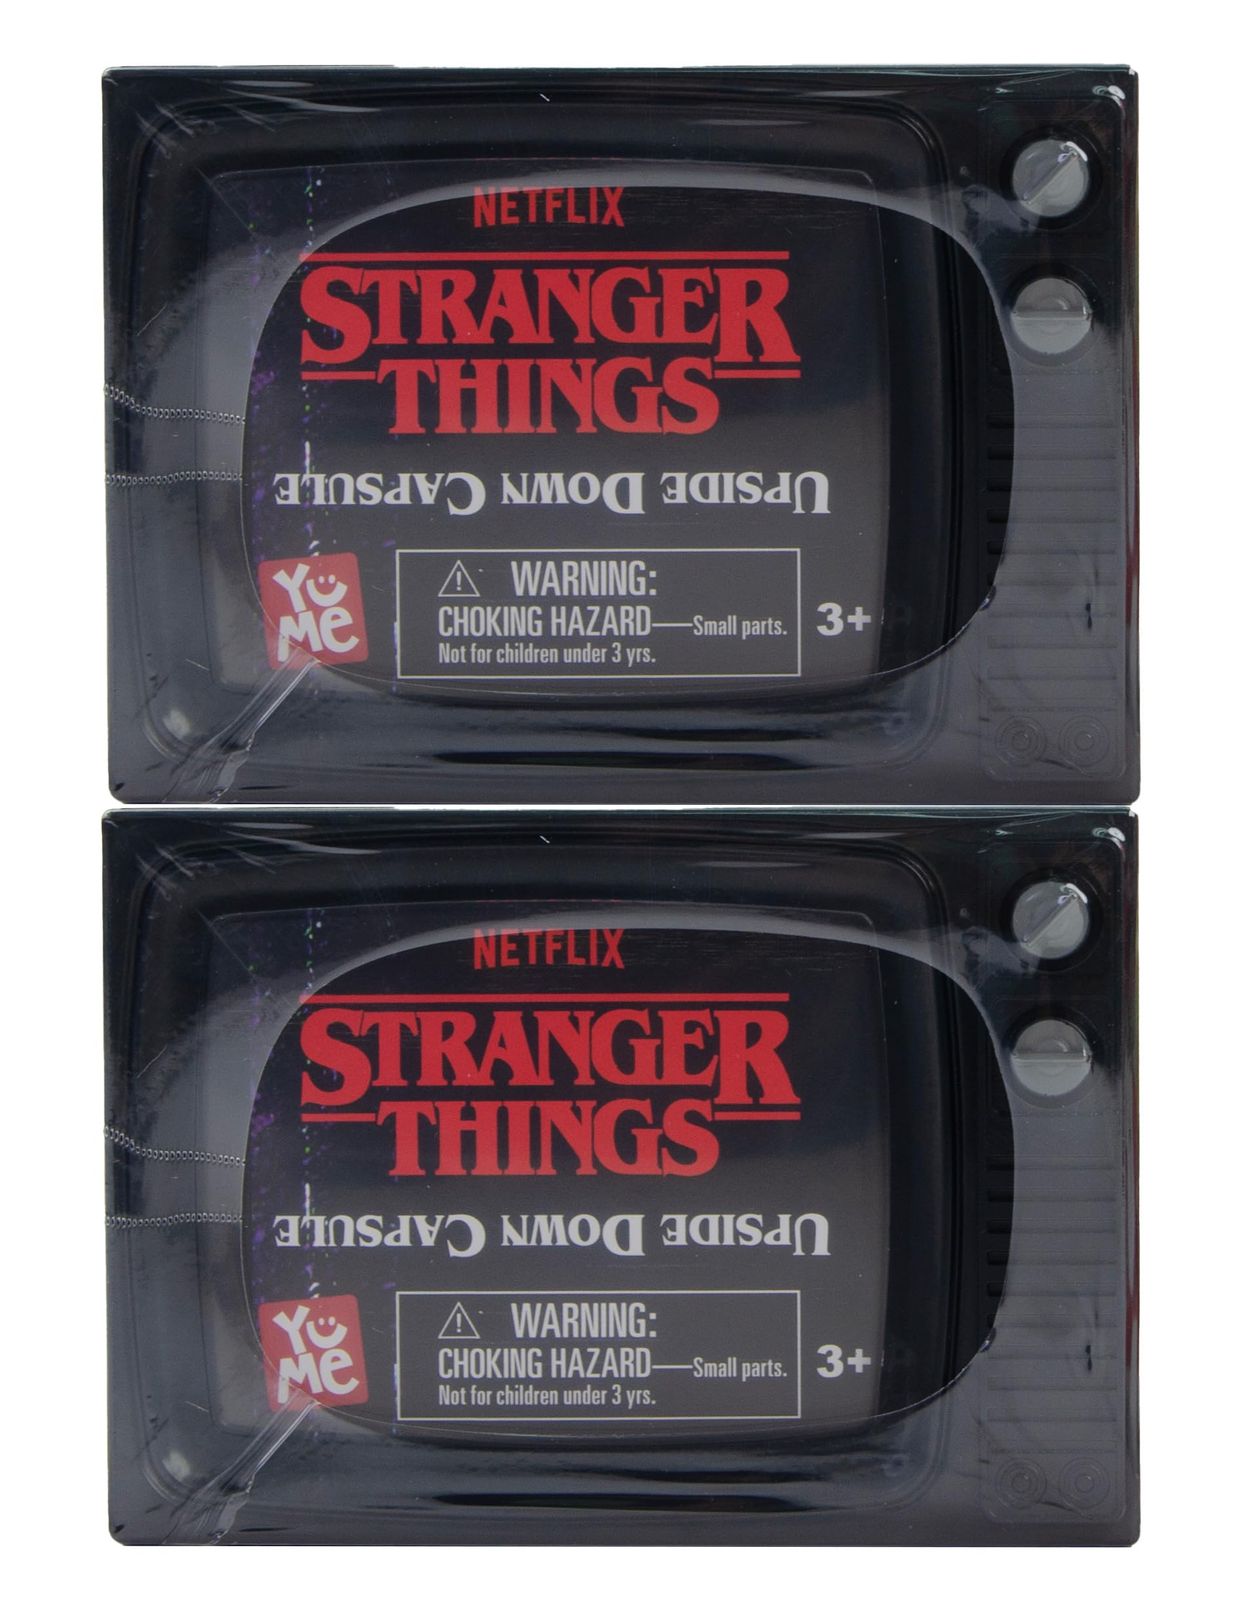 NETFLIX
STRANGER
THINGS
UPSIDE DOWN CAPSULE
YuMe
WARNING:
CHOKING HAZARD—Small parts.
Not for children under 3 yrs.
3+
NETFLIX
STRANGER
THINGS
UPSIDE DOWN CAPSULE
YuMe
WARNING:
CHOKING HAZARD—Small parts.
Not for children under 3 yrs.
3+